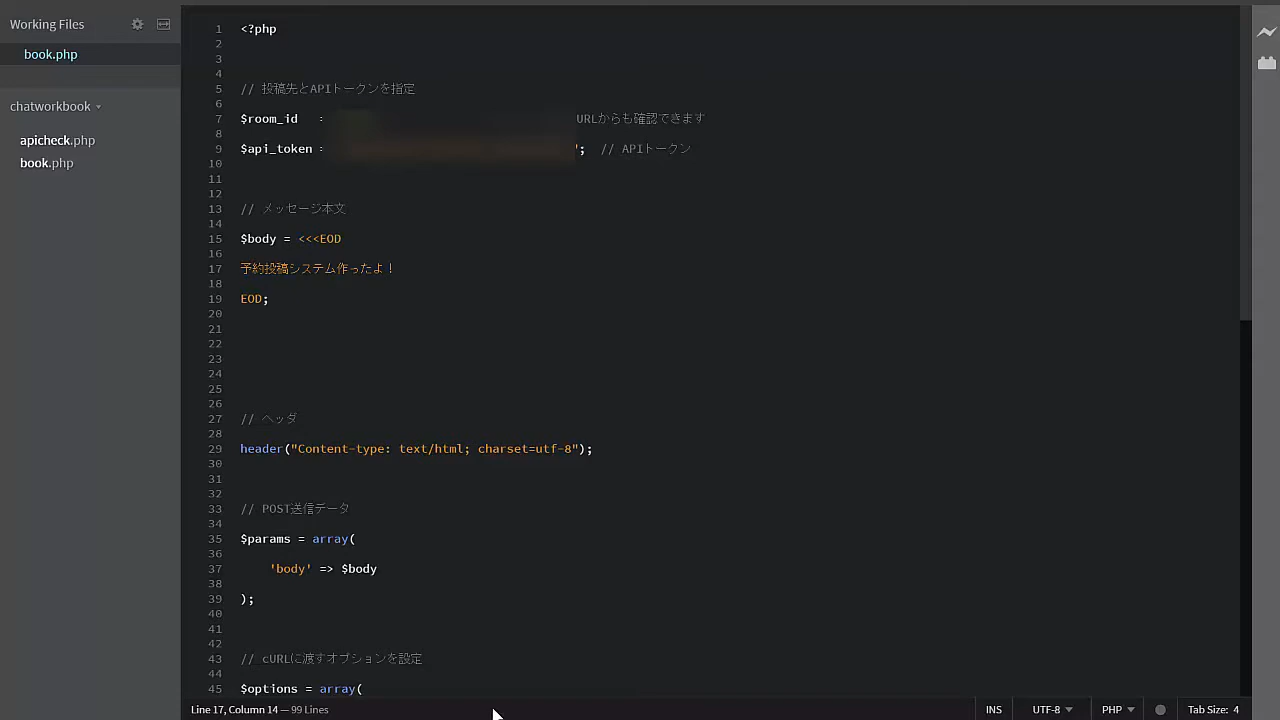 Working Files
book.php
chatworkbook
apicheck.php
book.php
1 <?php
2
3
4
5 // 投稿先とAPIトークンを指定
6
7 $room_id   = URLからも確認できます
8
9 $api_token = "; // APIトークン
10
11
12
13 // メッセージ本文
14
15 $body = <<<EOD
16
17 予約投稿システム作ったよ！
18
19 EOD;
20
21
22
23
24
25
26
27 // ヘッダ
28
29 header("Content-type: text/html; charset=utf-8");
30
31
32
33 // POST送信データ
34
35 $params = array(
36
37     'body' => $body
38
39 );
40
41
42
43 // cURLに渡すオプションを設定
44
45 $options = array(
Line 17, Column 14 — 99 Lines
INS
UTF-8
PHP
Tab Size: 4